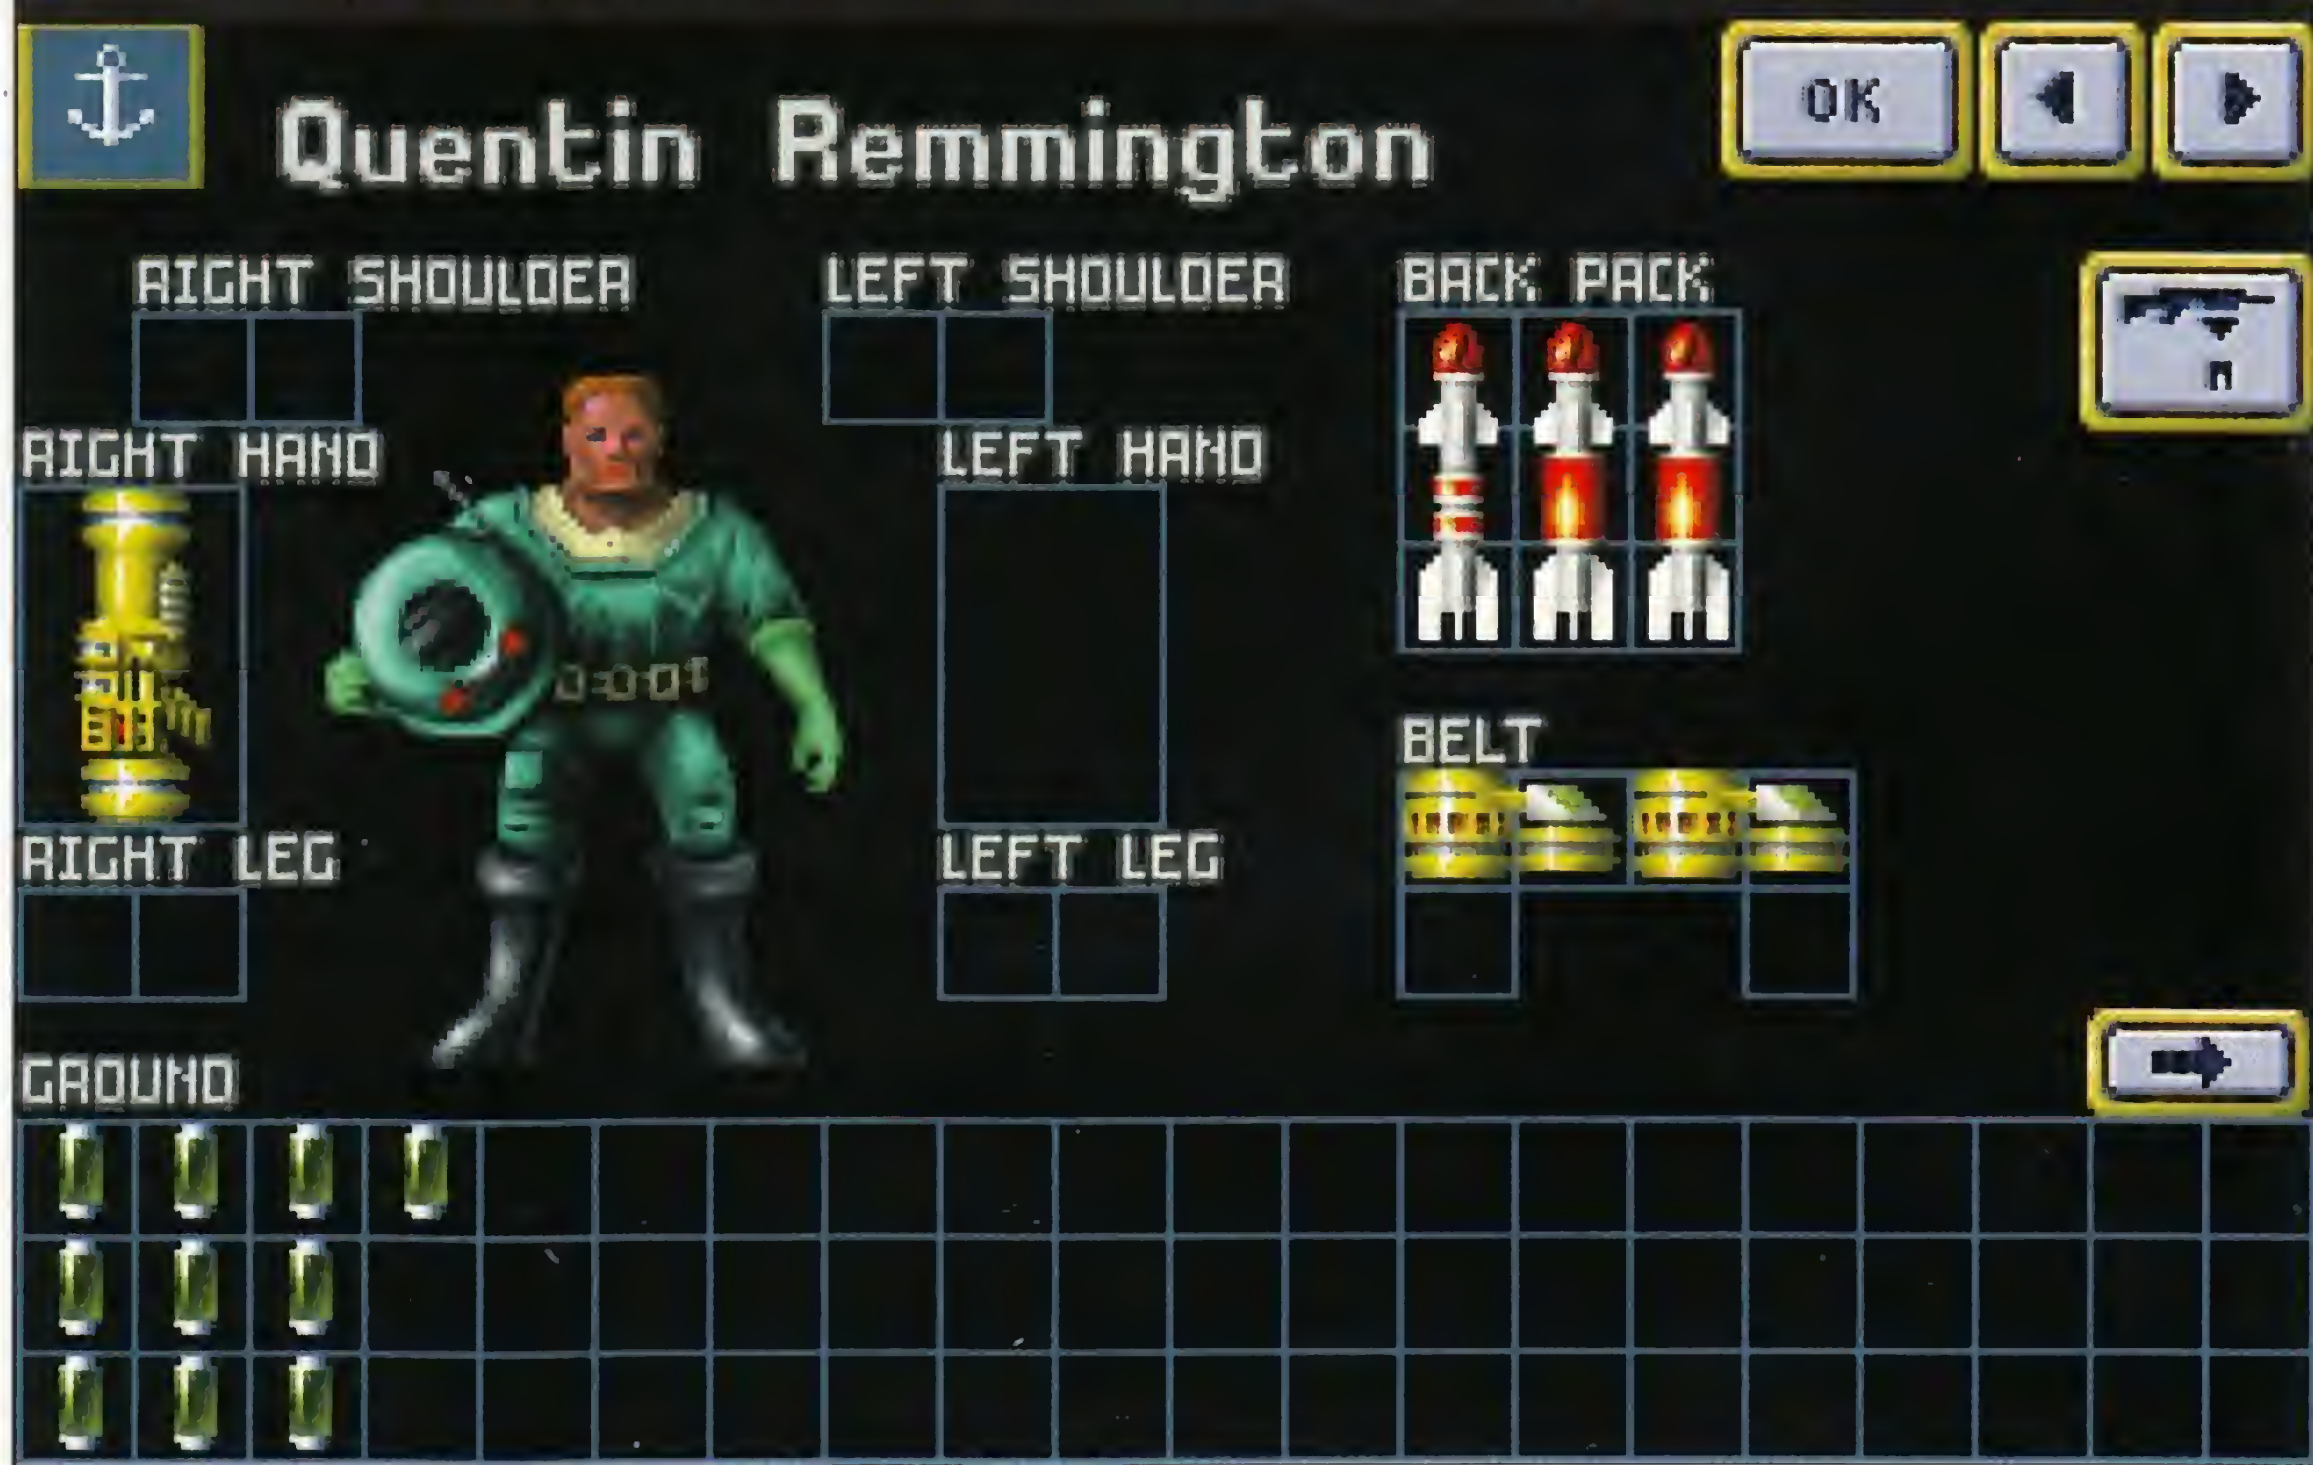 Quentin Remmington
OK
RIGHT SHOULDER
LEFT SHOULDER
BACK PACK
RIGHT HAND
LEFT HAND
BELT
RIGHT LEG
LEFT LEG
GROUND